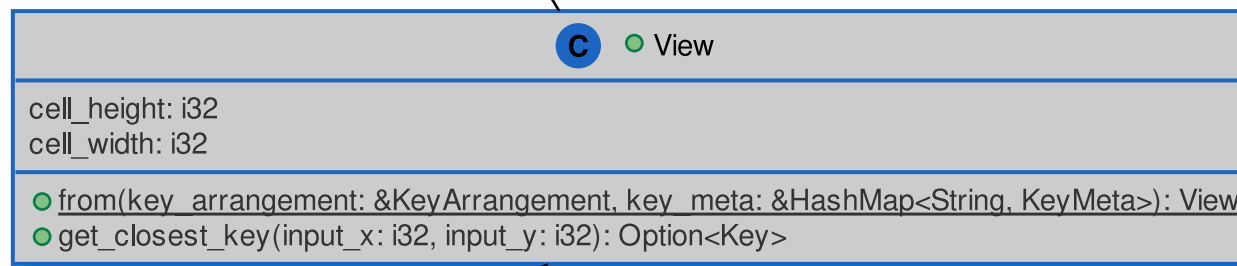 C View
cell_height: i32
cell_width: i32
from(key_arrangement: &KeyArrangement, key_meta: &HashMap<String, KeyMeta>): View
get_closest_key(input_x: i32, input_y: i32): Option<Key>